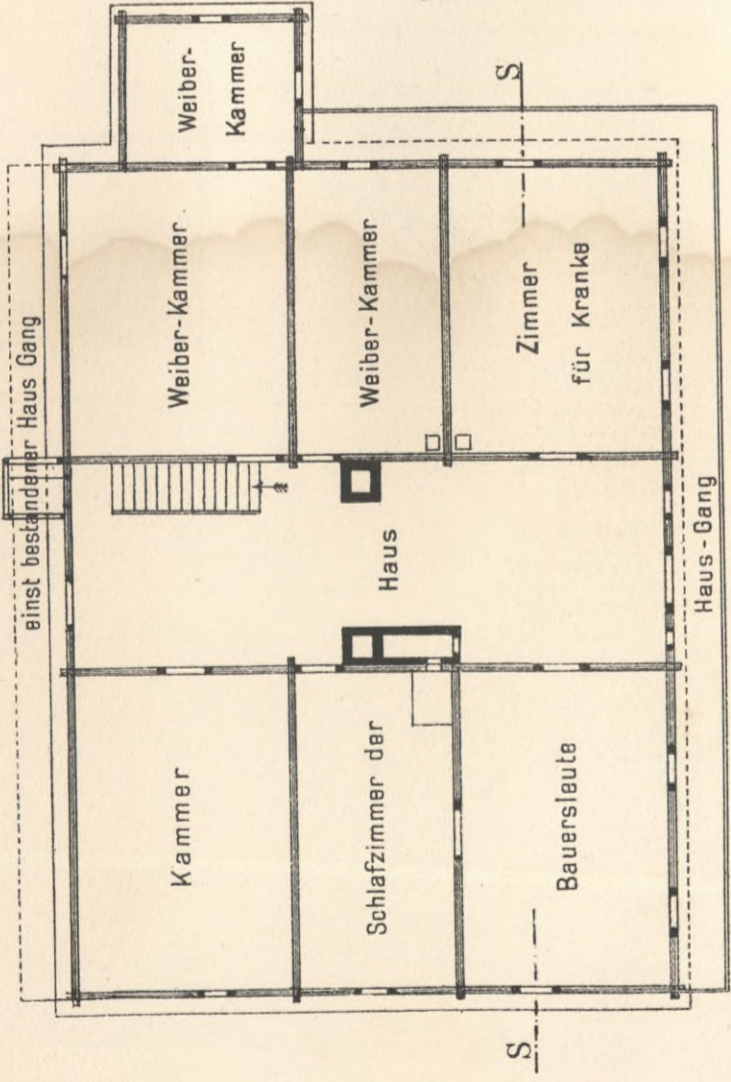 einst bestandener Haus Gang
Kammer
Weiber-Kammer
Weiber-
Kammer
Schlafzimmer der
Haus
Weiber-Kammer
Bauersleute
Zimmer
für Kranke
S
S
Haus-Gang